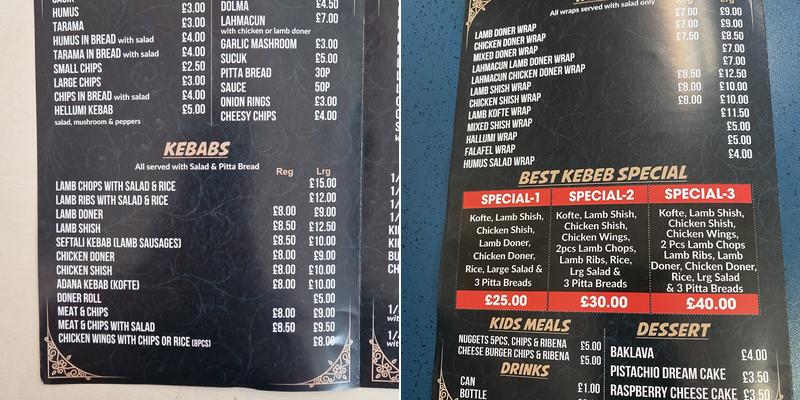 HUMUS £3.00
TARAMA £3.00
HUMUS IN BREAD with salad £4.00
TARAMA IN BREAD with salad £4.00
SMALL CHIPS £2.50
LARGE CHIPS £3.00
CHIPS IN BREAD with salad £4.00
HELLUMI KEBAB £5.00
salad, mushroom & peppers
DOLMA £4.50
LAHMACUN £7.00
with chicken or lamb doner
GARLIC MASHROOM £3.00
SUCUK £5.00
PITTA BREAD 30P
SAUCE 50P
ONION RINGS £3.00
CHEESY CHIPS £4.00
KEBABS
All served with Salad & Pitta Bread
Reg Lrg
LAMB CHOPS WITH SALAD & RICE £15.00
LAMB RIBS WITH SALAD & RICE £12.00
LAMB DONER £8.00 £9.00
LAMB SHISH £8.50 £12.50
SEFTALI KEBAB (LAMB SAUSAGES) £8.50 £10.00
CHICKEN DONER £8.00 £9.00
CHICKEN SHISH £8.00 £10.00
ADANA KEBAB (KOFTE) £8.00 £10.00
DONER ROLL £5.00
MEAT & CHIPS £8.00 £9.00
MEAT & CHIPS WITH SALAD £8.50 £9.50
CHICKEN WINGS WITH CHIPS OR RICE (8PCS) £8.00
All wraps served with salad only
LAMB DONER WRAP £7.00 £9.00
CHICKEN DONER WRAP £7.00 £9.00
MIXED DONER WRAP £7.50 £8.50
LAHMACUN LAMB DONER WRAP £7.00
LAHMACUN CHICKEN DONER WRAP £7.00
LAMB SHISH WRAP £8.50 £12.50
CHICKEN SHISH WRAP £8.00 £10.00
LAMB KOFTE WRAP £8.00 £10.00
MIXED SHISH WRAP £11.50
HALLUMI WRAP £5.00
FALAFEL WRAP £5.00
HUMUS SALAD WRAP £4.00
BEST KEBEB SPECIAL
SPECIAL-1
Kofte, Lamb Shish,
Chicken Shish,
Lamb Doner,
Chicken Doner,
Rice, Large Salad &
3 Pitta Breads
£25.00
SPECIAL-2
Kofte, Lamb Shish,
Chicken Shish,
Chicken Wings,
2pcs Lamb Chops,
Lamb Ribs, Rice,
Lrg Salad &
3 Pitta Breads
£30.00
SPECIAL-3
Kofte, Lamb Shish,
Chicken Shish,
Chicken Wings,
2 Pcs Lamb Chops
Lamb Ribs, Lamb
Doner, Chicken Doner,
Rice, Lrg Salad
& 3 Pitta Breads
£40.00
KIDS MEALS
NUGGETS 5PCS, CHIPS & RIBENA £5.00
CHEESE BURGER CHIPS & RIBENA £5.00
DRINKS
CAN £1.00
BOTTLE
DESSERT
BAKLAVA £4.00
PISTACHIO DREAM CAKE £3.50
RASPBERRY CHEESE CAKE £3.50